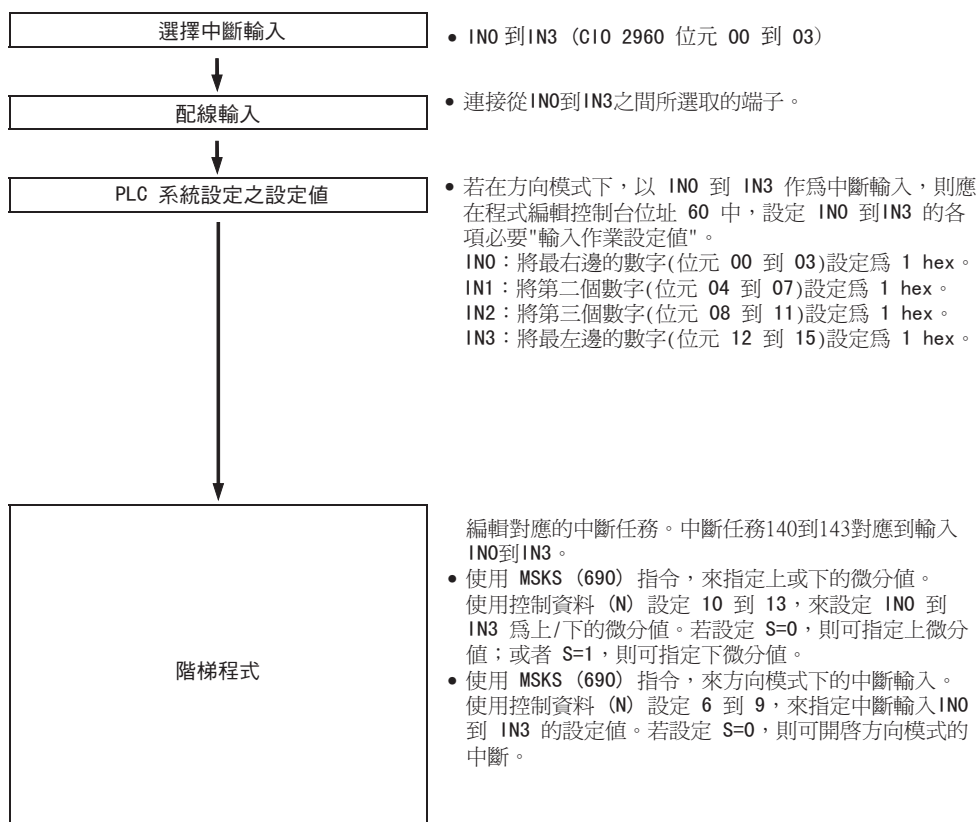 選擇中斷輸入
• IN0 到IN3 (CIO 2960 位元 00 到 03)
配線輸入
• 連接從IN0到IN3之間所選取的端子。
PLC 系統設定之設定值
• 若在方向模式下，以 IN0 到 IN3 作為中斷輸入，則應
在程式編輯控制台位址 60 中，設定 IN0 到IN3 的各
項必要"輸入作業設定值"。
IN0：將最右邊的數字(位元 00 到 03)設定為 1 hex。
IN1：將第二個數字(位元 04 到 07)設定為 1 hex。
IN2：將第三個數字(位元 08 到 11)設定為 1 hex。
IN3：將最左邊的數字(位元 12 到 15)設定為 1 hex。
階梯程式
編輯對應的中斷任務。中斷任務140到143對應到輸入
IN0到IN3。
• 使用 MSKS (690) 指令，來指定上或下的微分值。
使用控制資料 (N) 設定 10 到 13，來設定 IN0 到
IN3 為上/下的微分值。若設定 S=0，則可指定上微分
值；或者 S=1，則可指定下微分值。
• 使用 MSKS (690) 指令，來方向模式下的中斷輸入。
使用控制資料 (N) 設定 6 到 9，來指定中斷輸入IN0
到 IN3 的設定值。若設定 S=0，則可開啓方向模式的
中斷。